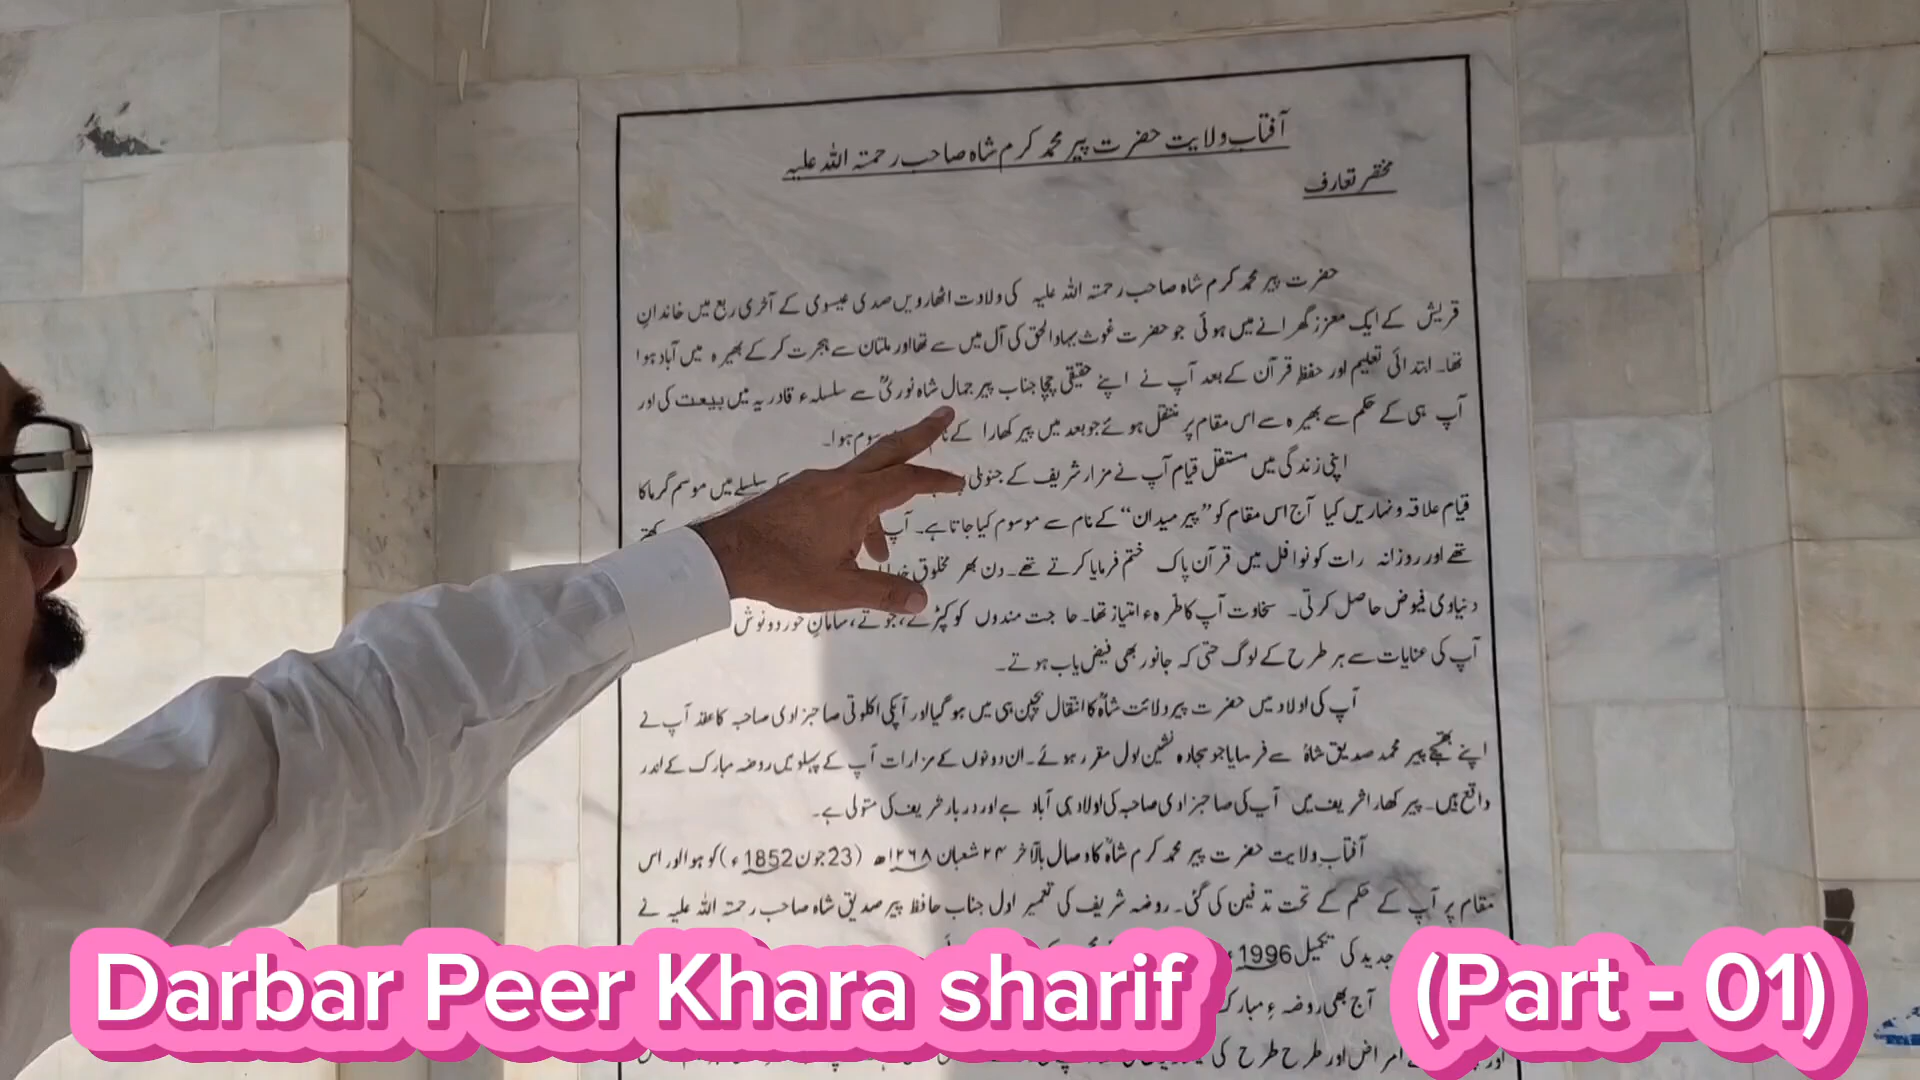 آفتاب ولایت حضرت پیر محمد کرم شاہ صاحب رحمتہ اللہ علیہ
مختصر تعارف
حضرت پیر محمد کرم شاہ صاحب رحمتہ اللہ علیہ کی ولادت اٹھارویں صدی عیسوی کے آخری ربع میں خاندانِ
قریش کے ایک معزز گھرانے میں ہوئی جو حضرت غوث بہاوالحق کی آل میں سے تھا اور ملتان سے ہجرت کر کے بھیرہ میں آباد ہوا
تھا۔ ابتدائی تعلیم اور حفظِ قرآن کے بعد آپ نے اپنے حقیقی چچا جناب پیر جمال شاہ نوریؒ سے سلسلہء قادریہ میں بیعت کی اور
آپ ہی کے حکم سے بھیرہ سے اس مقام پر منتقل ہوئے جو بعد میں پیر کھارا کے موسوم ہوا۔
اپنی زندگی میں مستقل قیام آپ نے مزار شریف کے جنوبی سلسلے میں موسم گرما کا
قیام علاقہ ونہار میں کیا آج اس مقام کو ”پیر میدان“ کے نام سے موسوم کیا جاتا ہے۔ آپ رکھتے
تھے اور روزانہ رات کو نوافل میں قرآن پاک ختم فرمایا کرتے تھے۔ دن بھر مخلوق
دنیاوی فیوض حاصل کرتی۔ سخاوت آپ کا طرہء امتیاز تھا۔ حاجت مندوں کو کپڑے، جوتے، سامانِ خوردونوش
آپ کی عنایات سے ہر طرح کے لوگ حتیٰ کہ جانور بھی فیض یاب ہوتے۔
آپ کی اولاد میں حضرت پیر ولائت شاہؒ کا انتقال بچپن ہی میں ہو گیا اور آپکی اکلوتی صاحبزادی صاحبہ کا عقد آپ نے
اپنے بھتیجے پیر محمد صدیق شاہؒ سے فرمایا جو سجادہ نشین اول مقرر ہوئے۔ ان دونوں کے مزارات آپ کے پہلو میں روضہ مبارک کے اندر
واقع ہیں۔ پیر کھارا شریف میں آپ کی صاحبزادی صاحبہ کی اولاد ہی آباد ہے اور دربار شریف کی متولی ہے۔
آفتاب ولایت حضرت پیر محمد کرم شاہؒ کا وصال بالآخر ۲۴ شعبان ۱۲۶۸ھ (23 جون 1852ء) کو ہوا اور اس
مقام پر آپ کے حکم کے تحت تدفین کی گئی۔ روضہ شریف کی تعمیر اول جناب حافظ پیر صدیق شاہ صاحب رحمتہ اللہ علیہ نے
جدید کی تکمیل 1996ء
آج بھی روضہء مبارک
امراض اور طرح طرح کی
Darbar Peer Khara sharif (Part - 01)